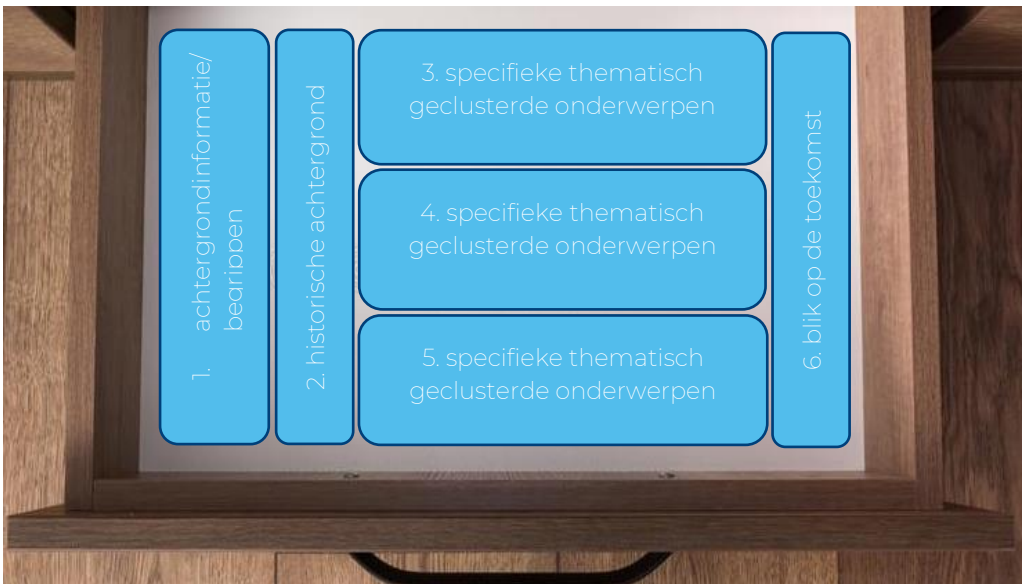 1. achtergrondinformatie/
begrippen
2. historische achtergrond
3. specifieke thematisch
geclusterde onderwerpen
4. specifieke thematisch
geclusterde onderwerpen
5. specifieke thematisch
geclusterde onderwerpen
6. blik op de toekomst